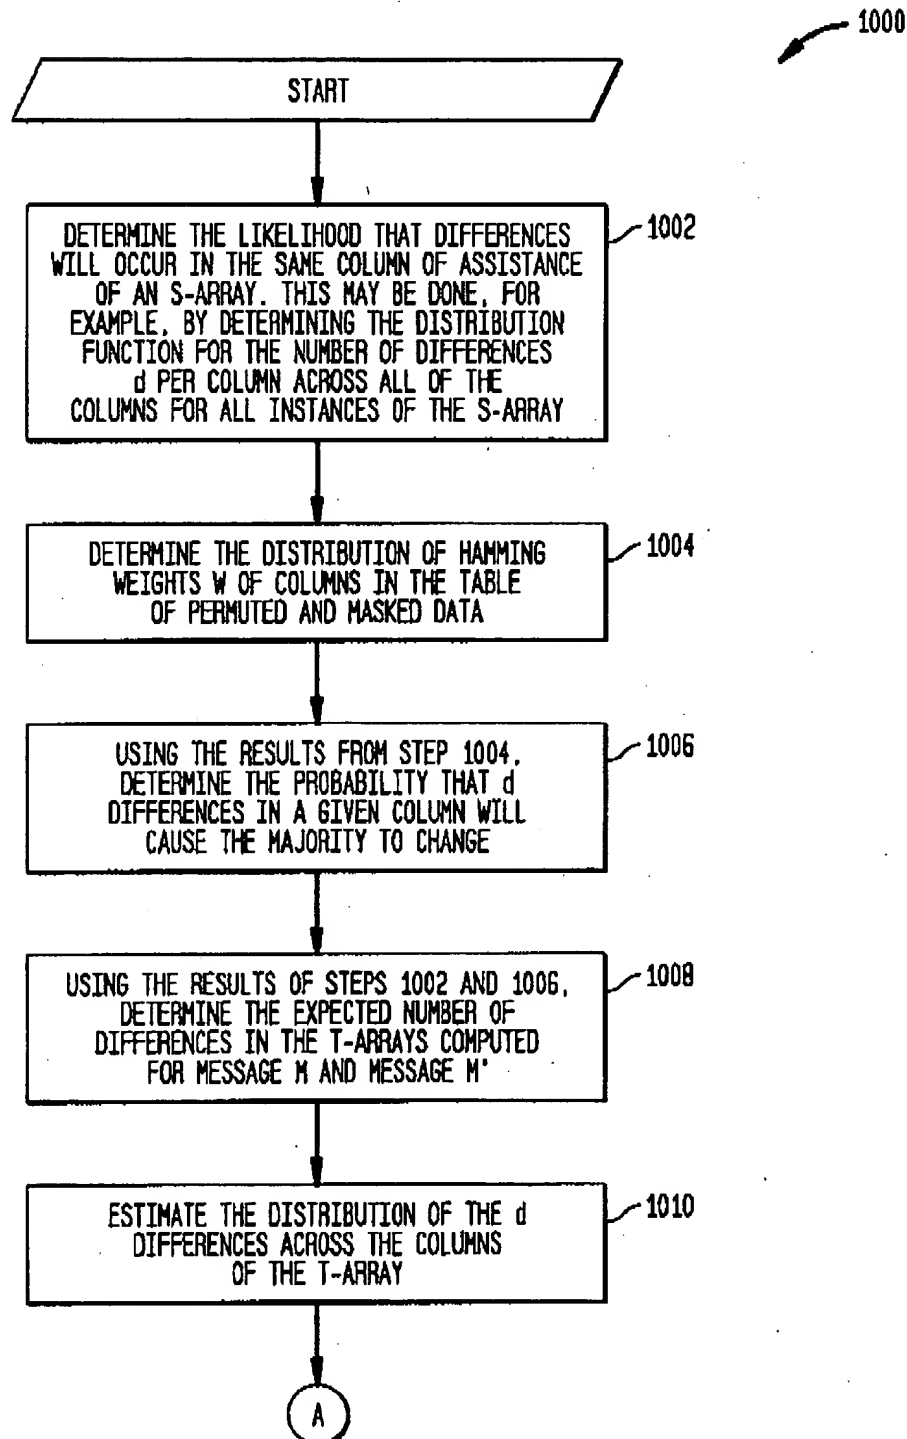 1000
START
1002
DETERMINE THE LIKELIHOOD THAT DIFFERENCES
WILL OCCUR IN THE SAME COLUMN OF ASSISTANCE
OF AN S-ARRAY. THIS MAY BE DONE, FOR
EXAMPLE, BY DETERMINING THE DISTRIBUTION
FUNCTION FOR THE NUMBER OF DIFFERENCES
d PER COLUMN ACROSS ALL OF THE
COLUMNS FOR ALL INSTANCES OF THE S-ARRAY
1004
DETERMINE THE DISTRIBUTION OF HAMMING
WEIGHTS W OF COLUMNS IN THE TABLE
OF PERMUTED AND MASKED DATA
1006
USING THE RESULTS FROM STEP 1004,
DETERMINE THE PROBABILITY THAT d
DIFFERENCES IN A GIVEN COLUMN WILL
CAUSE THE MAJORITY TO CHANGE
1008
USING THE RESULTS OF STEPS 1002 AND 1006,
DETERMINE THE EXPECTED NUMBER OF
DIFFERENCES IN THE T-ARRAYS COMPUTED
FOR MESSAGE M AND MESSAGE M'
1010
ESTIMATE THE DISTRIBUTION OF THE d
DIFFERENCES ACROSS THE COLUMNS
OF THE T-ARRAY
A